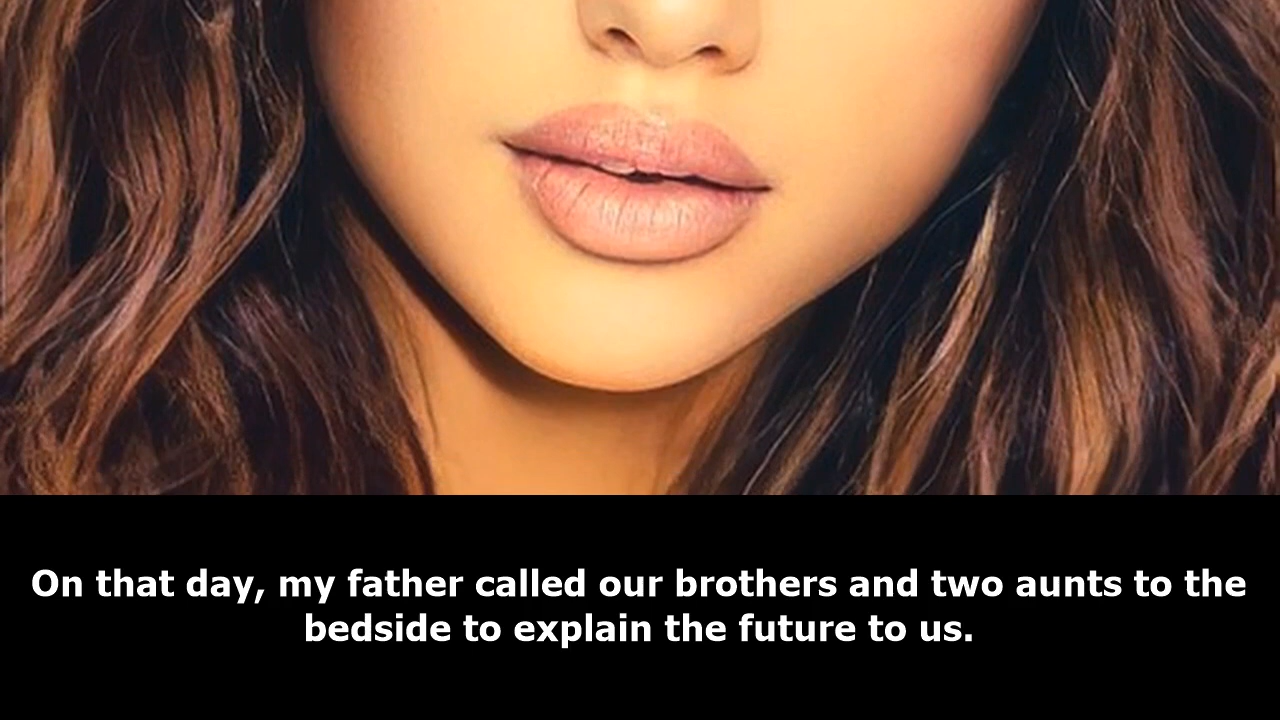 On that day, my father called our brothers and two aunts to the
bedside to explain the future to us.